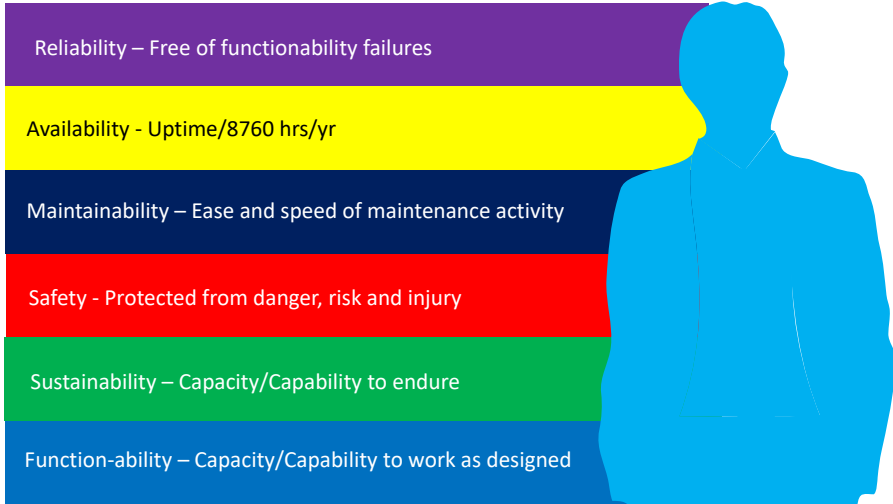 Reliability – Free of functionability failures
Availability - Uptime/8760 hrs/yr
Maintainability – Ease and speed of maintenance activity
Safety - Protected from danger, risk and injury
Sustainability – Capacity/Capability to endure
Function-ability – Capacity/Capability to work as designed